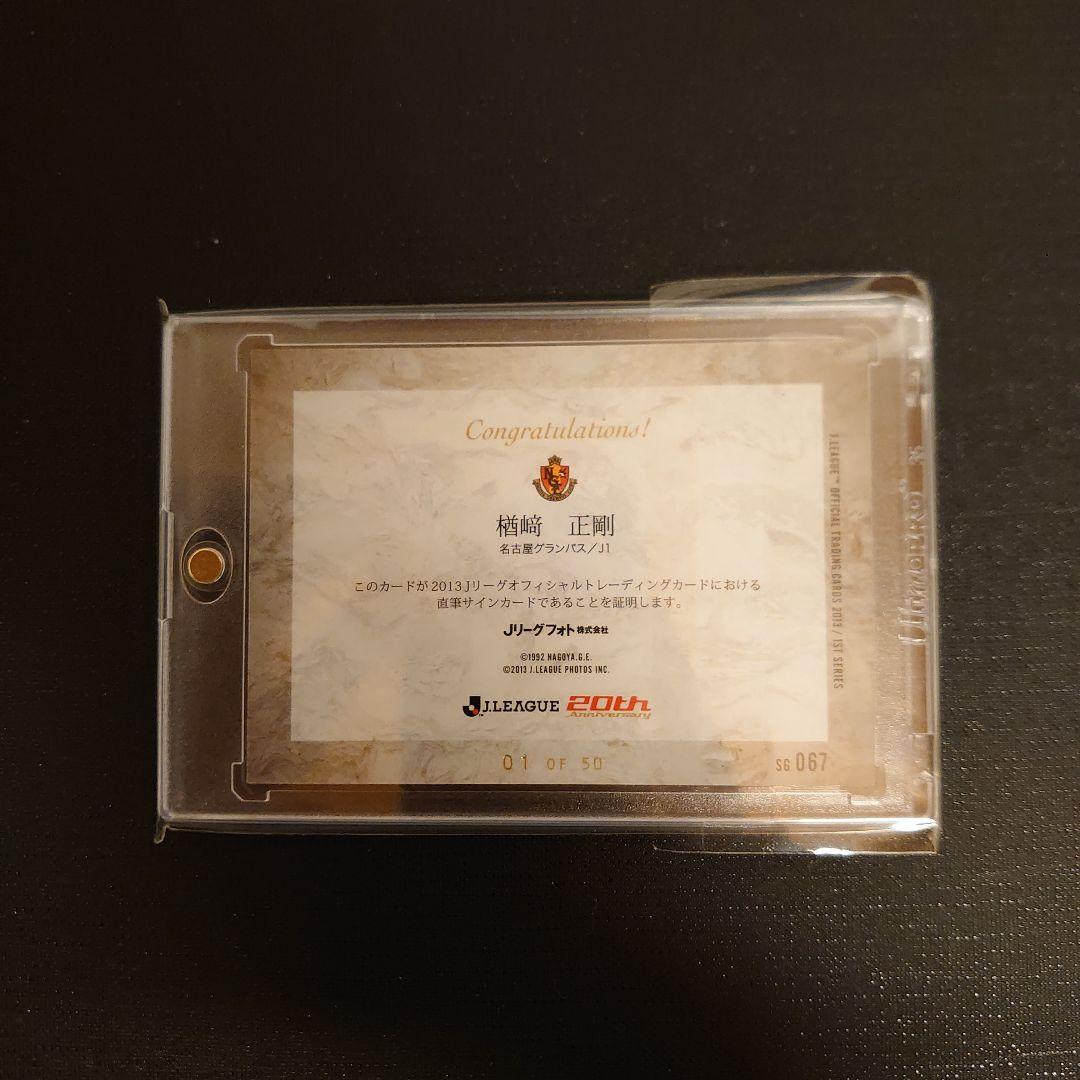 Congratulations!
楢﨑 正剛
名古屋グランパス/J1
このカードが2013Jリーグオフィシャルトレーディングカードにおける
直筆サインカードであることを証明します。
Jリーグフォト株式会社
©1992 NAGOYA.G.E.
©2013 J.LEAGUE PHOTOS INC.
J.LEAGUE 20th
Anniversary
01 OF 50
SG 067
J.LEAGUE™ OFFICIAL TRADING CARDS 2013 / 1ST SERIES